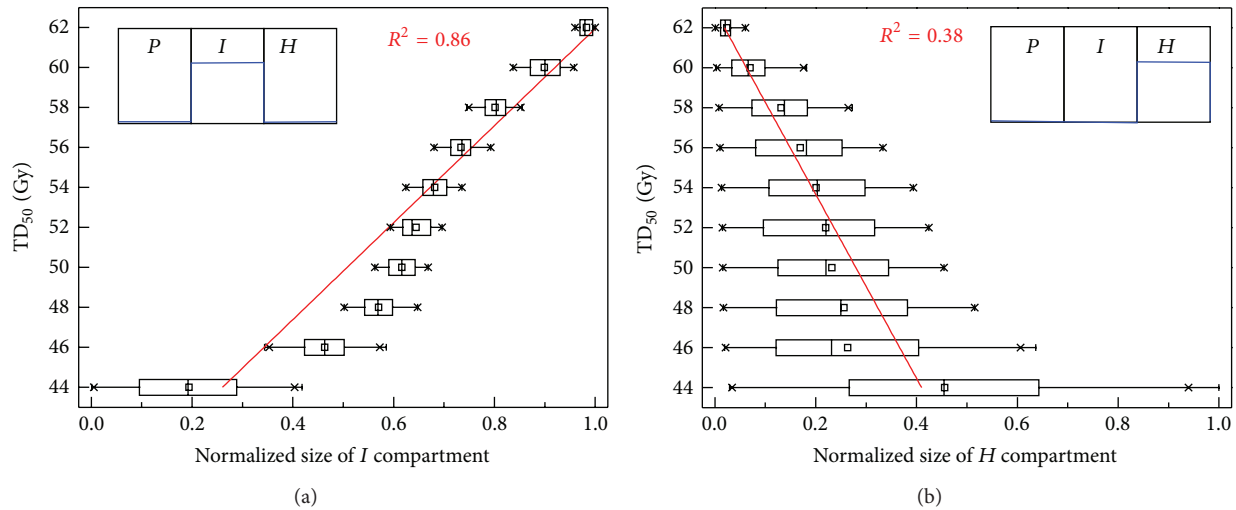 P I H
R² = 0.86
62
60
58
56
54
52
50
48
46
44
TD₅₀ (Gy)
0.0 0.2 0.4 0.6 0.8 1.0
Normalized size of I compartment
(a)
P I H
R² = 0.38
62
60
58
56
54
52
50
48
46
44
TD₅₀ (Gy)
0.0 0.2 0.4 0.6 0.8 1.0
Normalized size of H compartment
(b)